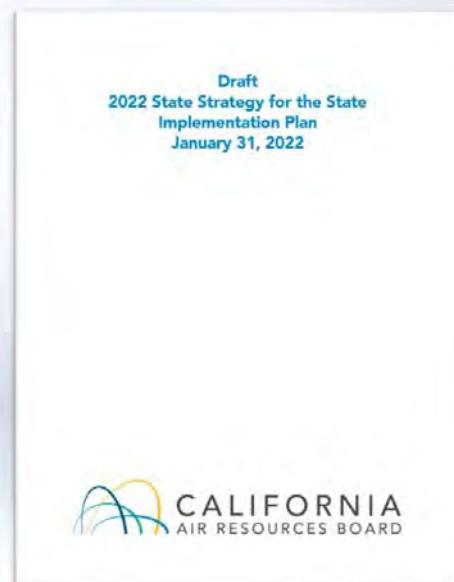 Draft
2022 State Strategy for the State
Implementation Plan
January 31, 2022
CALIFORNIA
AIR RESOURCES BOARD